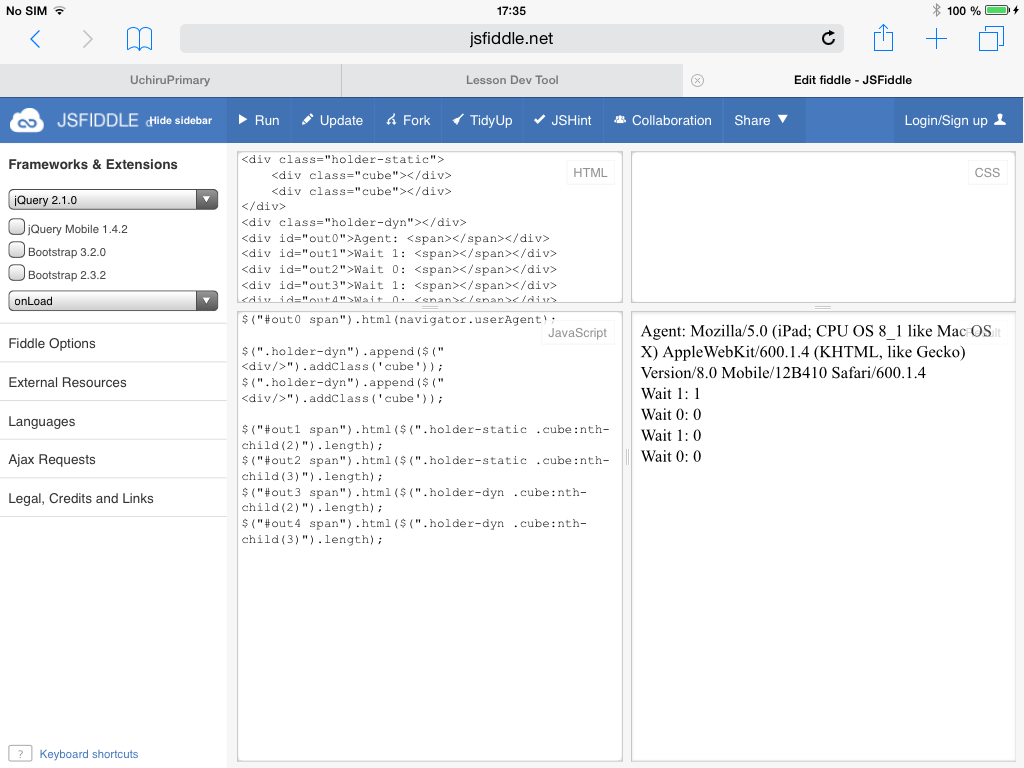 No SIM 17:35 100 %
jsfiddle.net
UchiruPrimary Lesson Dev Tool Edit fiddle - JSFiddle
JSFIDDLE Hide sidebar Run Update Fork TidyUp JSHint Collaboration Share Login/Sign up
Frameworks & Extensions
jQuery 2.1.0
jQuery Mobile 1.4.2
Bootstrap 3.2.0
Bootstrap 2.3.2
onLoad
Fiddle Options
External Resources
Languages
Ajax Requests
Legal, Credits and Links
? Keyboard shortcuts
HTML
<div class="holder-static">
    <div class="cube"></div>
    <div class="cube"></div>
</div>
<div class="holder-dyn"></div>
<div id="out0">Agent: <span></span></div>
<div id="out1">Wait 1: <span></span></div>
<div id="out2">Wait 0: <span></span></div>
<div id="out3">Wait 1: <span></span></div>
<div id="out4">Wait 0: <span></span></div>
CSS
JavaScript
$("#out0 span").html(navigator.userAgent);
$(".holder-dyn").append($("
<div/>").addClass('cube'));
$(".holder-dyn").append($("
<div/>").addClass('cube'));
$("#out1 span").html($(".holder-static .cube:nth-
child(2)").length);
$("#out2 span").html($(".holder-static .cube:nth-
child(3)").length);
$("#out3 span").html($(".holder-dyn .cube:nth-
child(2)").length);
$("#out4 span").html($(".holder-dyn .cube:nth-
child(3)").length);
Agent: Mozilla/5.0 (iPad; CPU OS 8_1 like Mac OS
X) AppleWebKit/600.1.4 (KHTML, like Gecko)
Version/8.0 Mobile/12B410 Safari/600.1.4
Wait 1: 1
Wait 0: 0
Wait 1: 0
Wait 0: 0